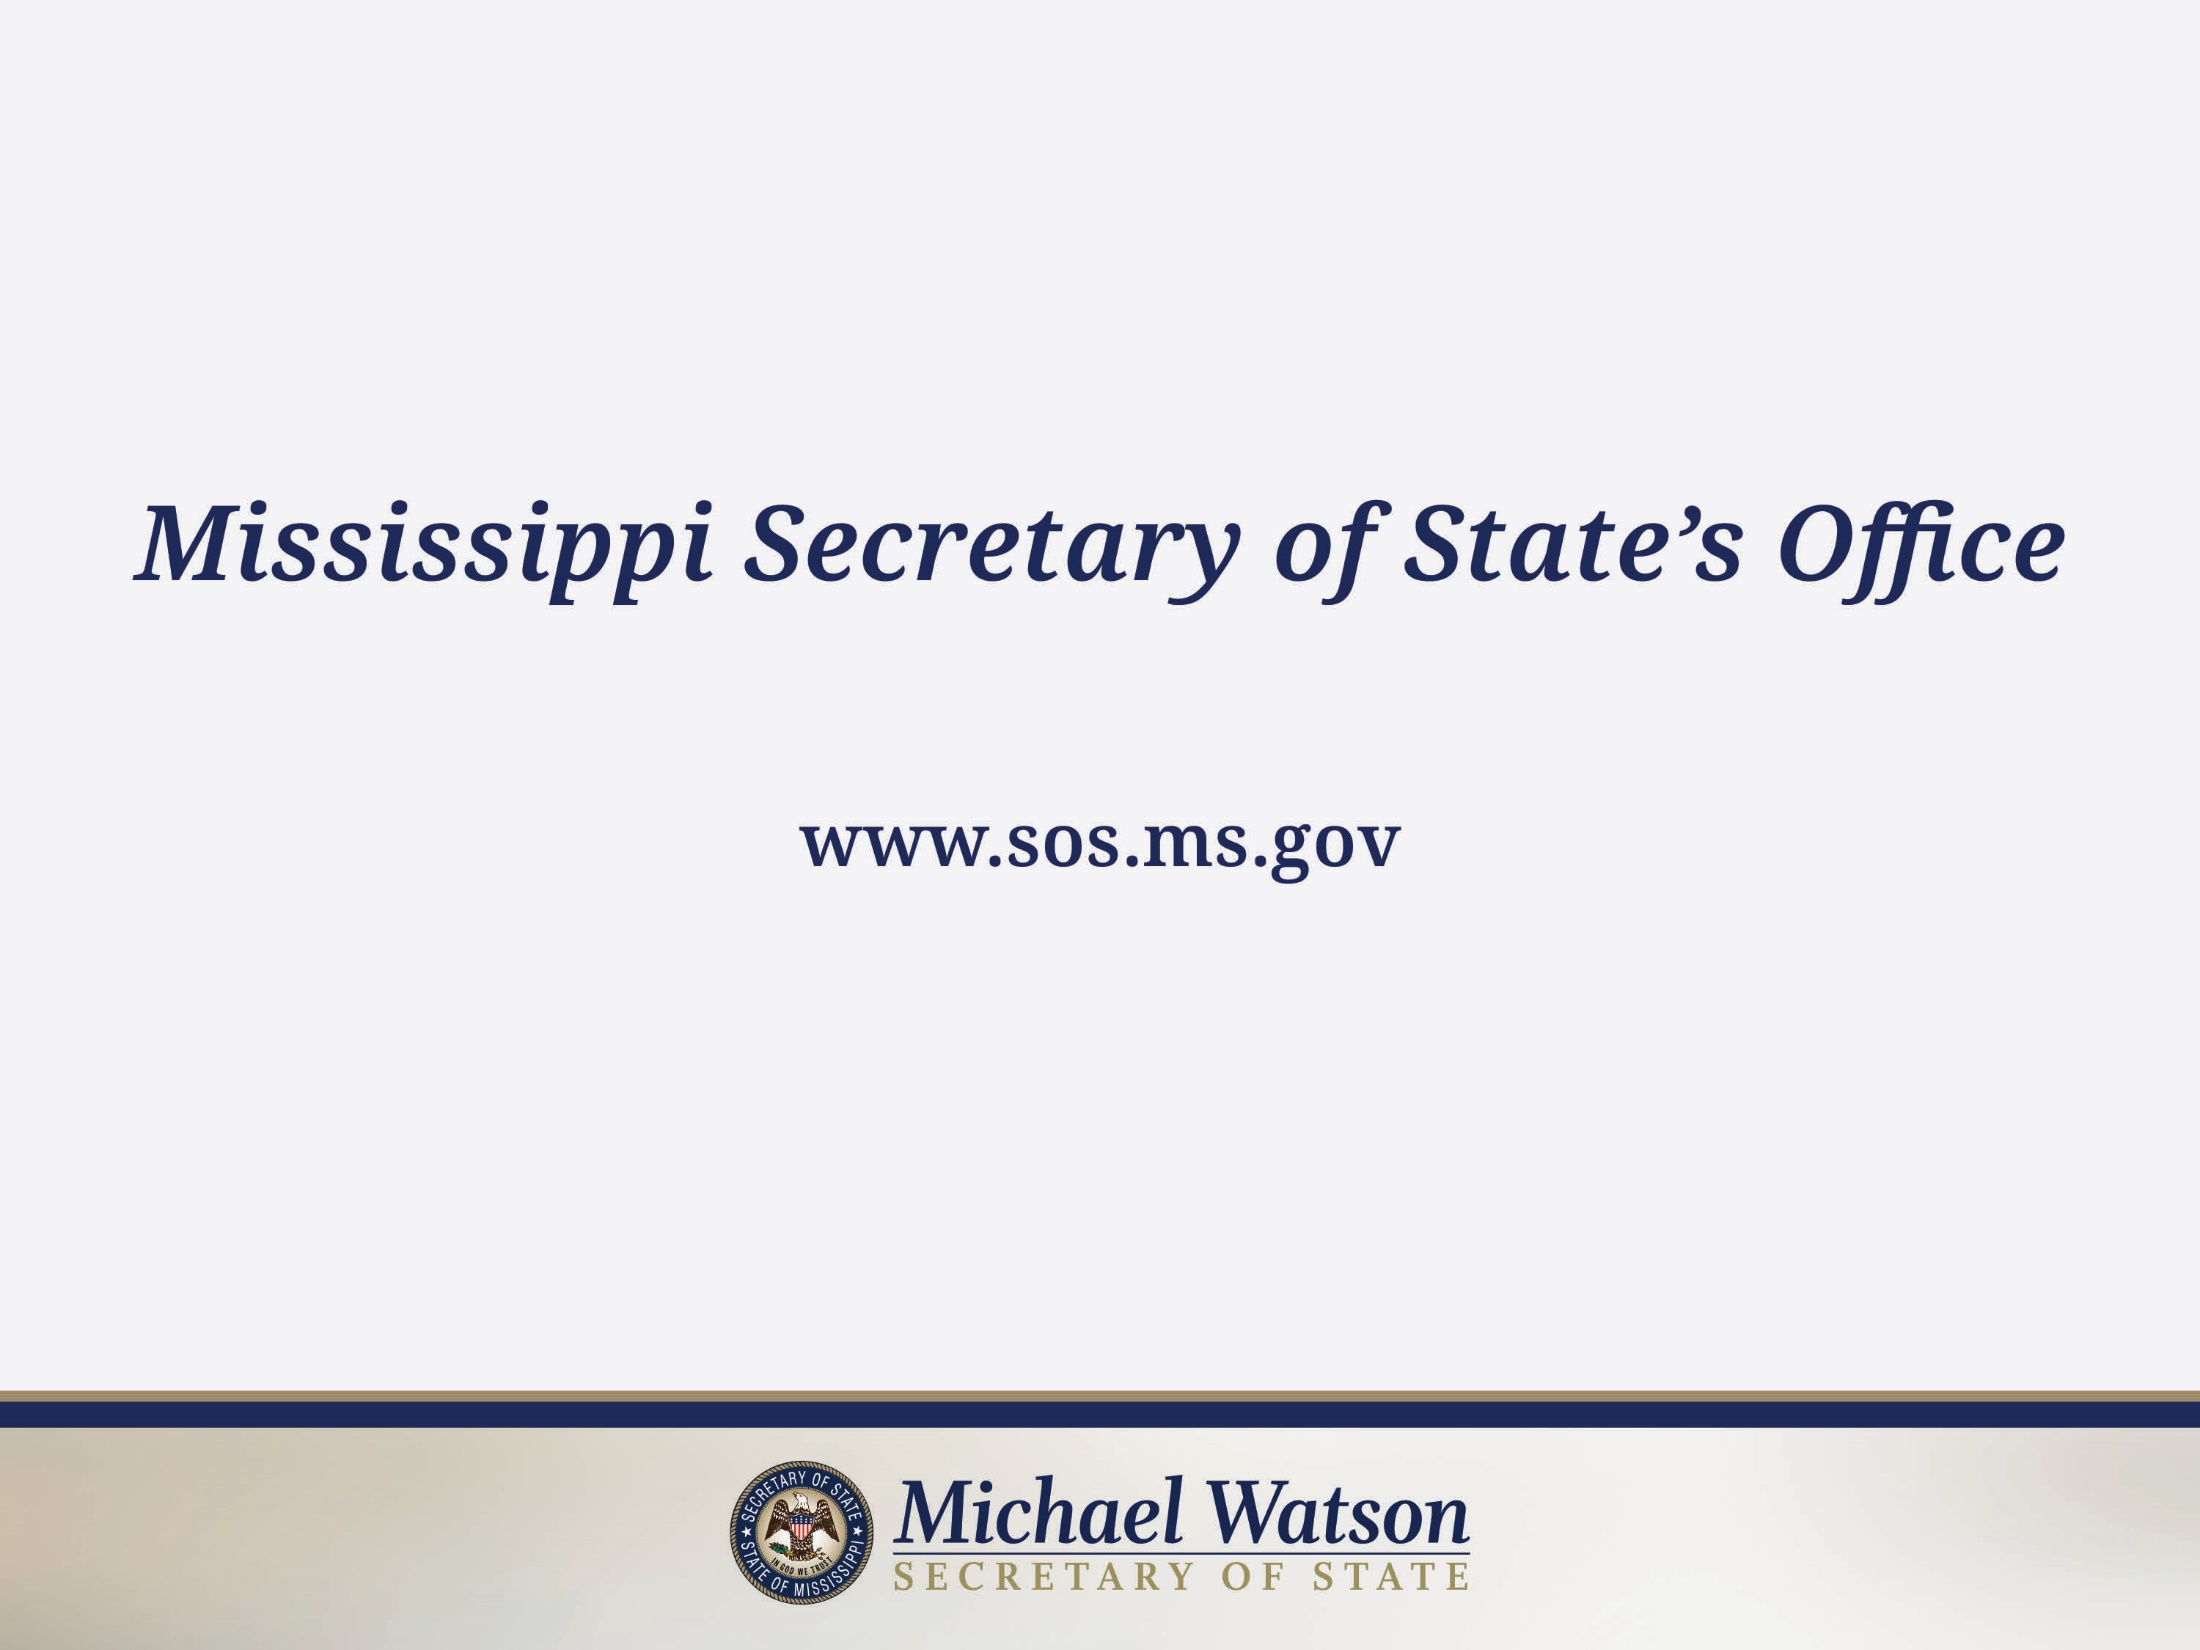 Mississippi Secretary of State’s Office
www.sos.ms.gov
SECRETARY OF STATE
IN GOD WE TRUST
STATE OF MISSISSIPPI
Michael Watson
SECRETARY OF STATE